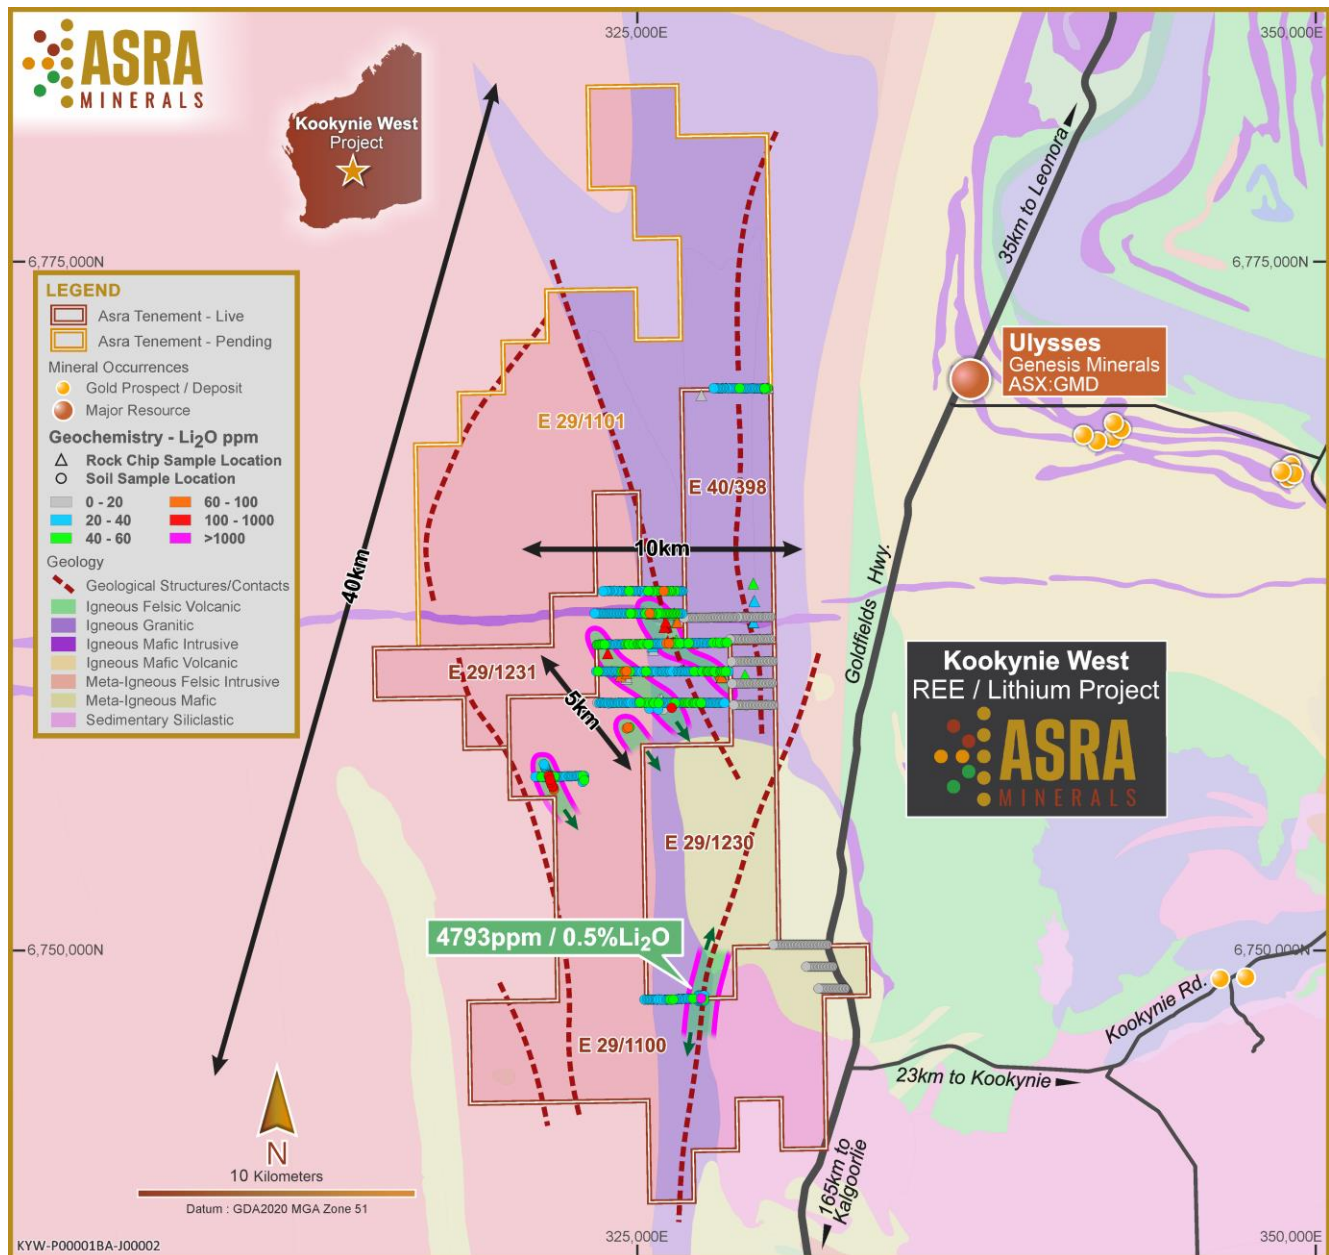 ASRA
MINERALS
Kookynie West
Project
325,000E
350,000E
35km to Leonora
6,775,000N
6,775,000N
LEGEND
Asra Tenement - Live
Asra Tenement - Pending
Mineral Occurrences
Gold Prospect / Deposit
Major Resource
Geochemistry - Li₂O ppm
Rock Chip Sample Location
Soil Sample Location
0 - 20
60 - 100
20 - 40
100 - 1000
40 - 60
>1000
Geology
Geological Structures/Contacts
Igneous Felsic Volcanic
Igneous Granitic
Igneous Mafic Intrusive
Igneous Mafic Volcanic
Meta-Igneous Felsic Intrusive
Meta-Igneous Mafic
Sedimentary Siliclastic
Ulysses
Genesis Minerals
ASX:GMD
E 29/1101
E 40/398
40km
10km
Goldfields Hwy.
E 29/1231
5km
Kookynie West
REE / Lithium Project
ASRA
MINERALS
E 29/1230
4793ppm / 0.5%Li₂O
6,750,000N
6,750,000N
Kookynie Rd.
E 29/1100
23km to Kookynie
165km to
Kalgoorlie
N
10 Kilometers
Datum : GDA2020 MGA Zone 51
KYW-P00001BA-J00002
325,000E
350,000E